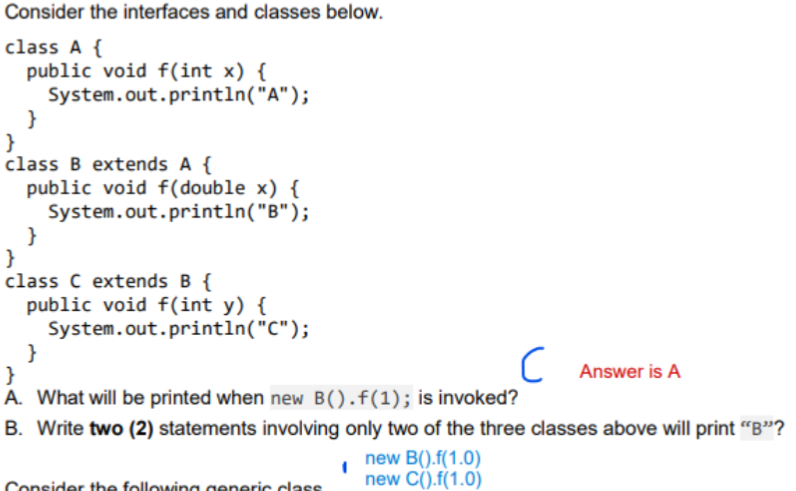 Consider the interfaces and classes below.
class A {
  public void f(int x) {
    System.out.println("A");
  }
}
class B extends A {
  public void f(double x) {
    System.out.println("B");
  }
}
class C extends B {
  public void f(int y) {
    System.out.println("C");
  }
}
C Answer is A
A. What will be printed when new B().f(1); is invoked?
B. Write two (2) statements involving only two of the three classes above will print “B”?
new B().f(1.0)
new C().f(1.0)
Consider the following generic class